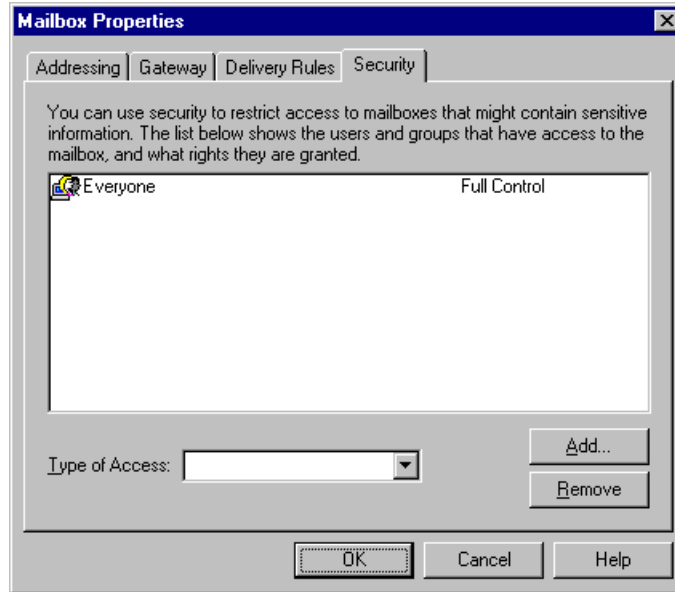 Mailbox Properties
Addressing Gateway Delivery Rules Security
You can use security to restrict access to mailboxes that might contain sensitive
information. The list below shows the users and groups that have access to the
mailbox, and what rights they are granted.
Everyone Full Control
Add...
Type of Access:
Remove
OK Cancel Help